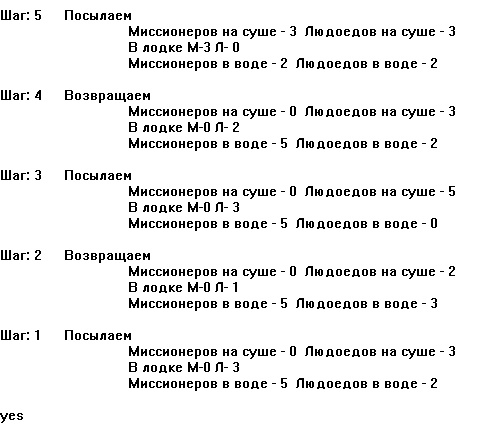 Шаг: 5 Посылаем
Миссионеров на суше - 3 Людоедов на суше - 3
В лодке М-3 Л- 0
Миссионеров в воде - 2 Людоедов в воде - 2
Шаг: 4 Возвращаем
Миссионеров на суше - 0 Людоедов на суше - 3
В лодке М-0 Л- 2
Миссионеров в воде - 5 Людоедов в воде - 2
Шаг: 3 Посылаем
Миссионеров на суше - 0 Людоедов на суше - 5
В лодке М-0 Л- 3
Миссионеров в воде - 5 Людоедов в воде - 0
Шаг: 2 Возвращаем
Миссионеров на суше - 0 Людоедов на суше - 2
В лодке М-0 Л- 1
Миссионеров в воде - 5 Людоедов в воде - 3
Шаг: 1 Посылаем
Миссионеров на суше - 0 Людоедов на суше - 3
В лодке М-0 Л- 3
Миссионеров в воде - 5 Людоедов в воде - 2
yes